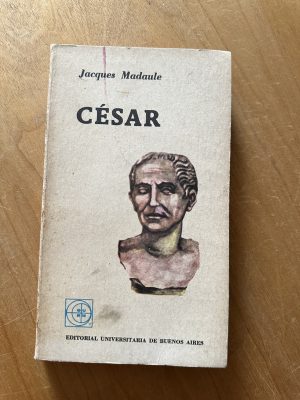 Jacques Madaule
CÉSAR
EDITORIAL UNIVERSITARIA DE BUENOS AIRES